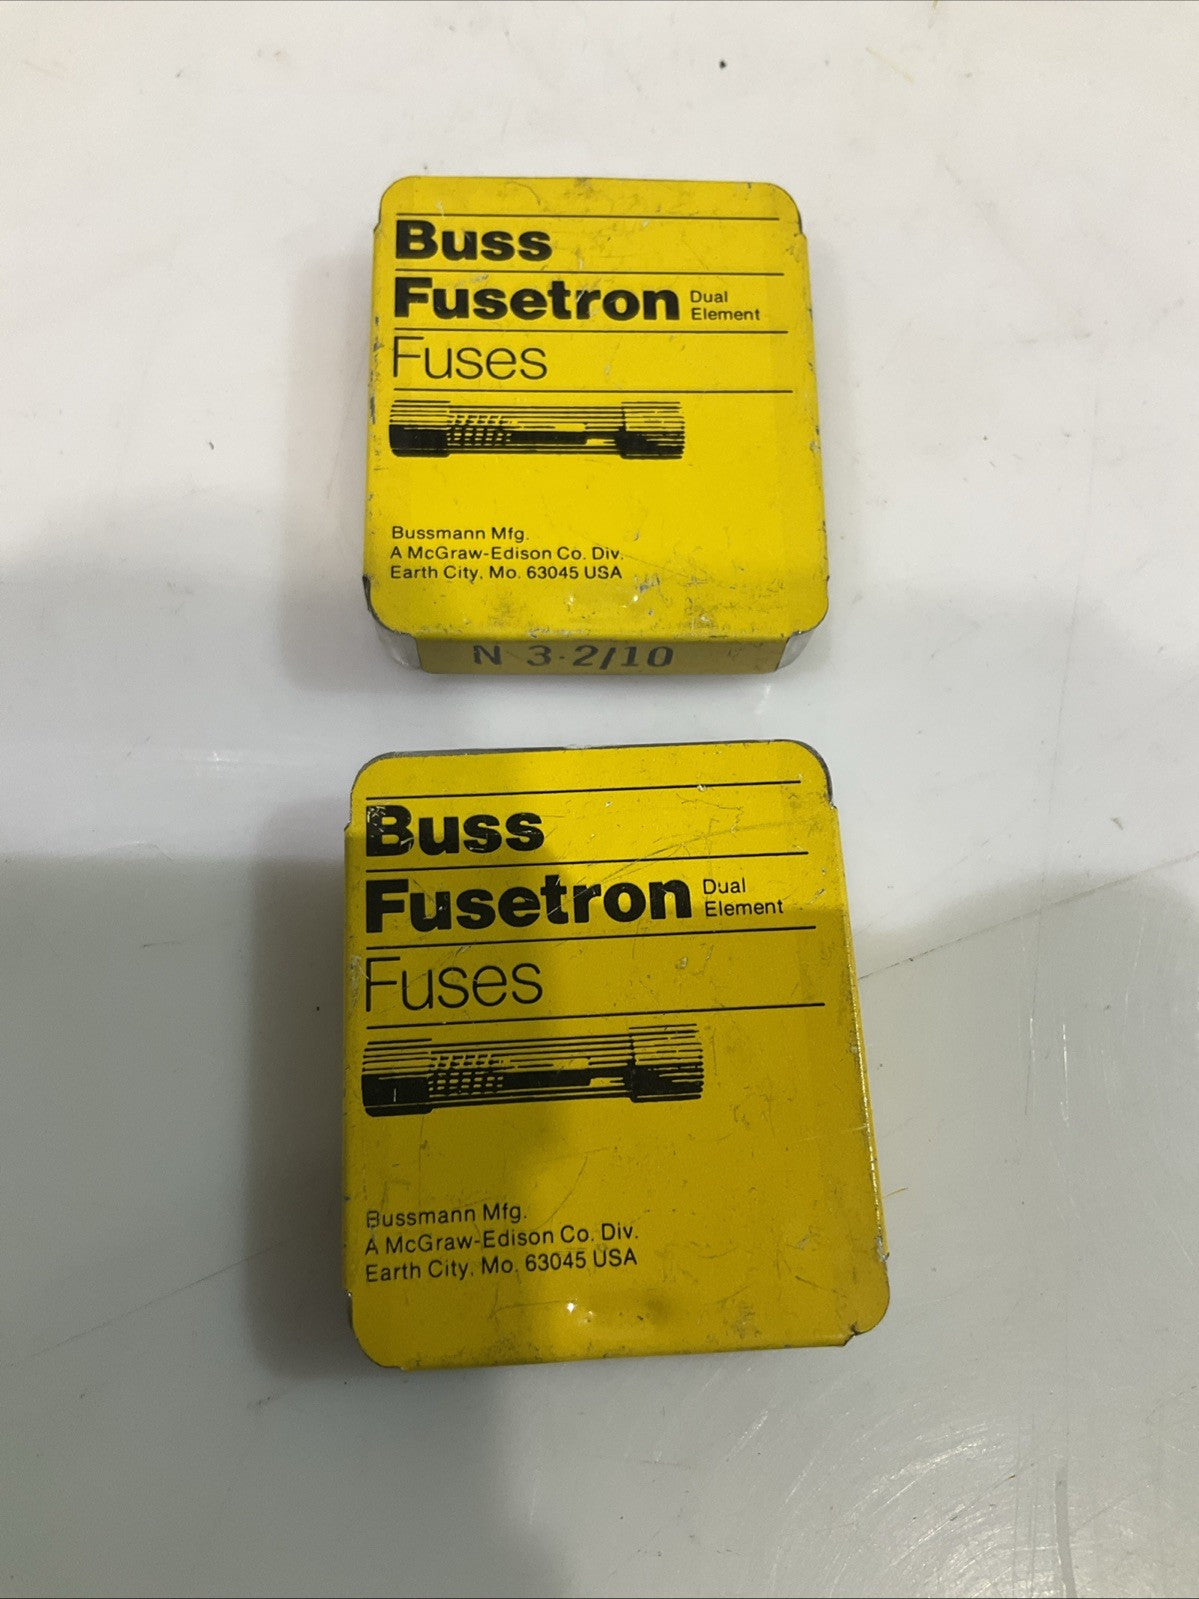 Buss
Fusetron Dual Element
Fuses
Bussmann Mfg.
A McGraw-Edison Co. Div.
Earth City, Mo. 63045 USA
N 3-2/10
Buss
Fusetron Dual Element
Fuses
Bussmann Mfg.
A McGraw-Edison Co. Div.
Earth City, Mo. 63045 USA